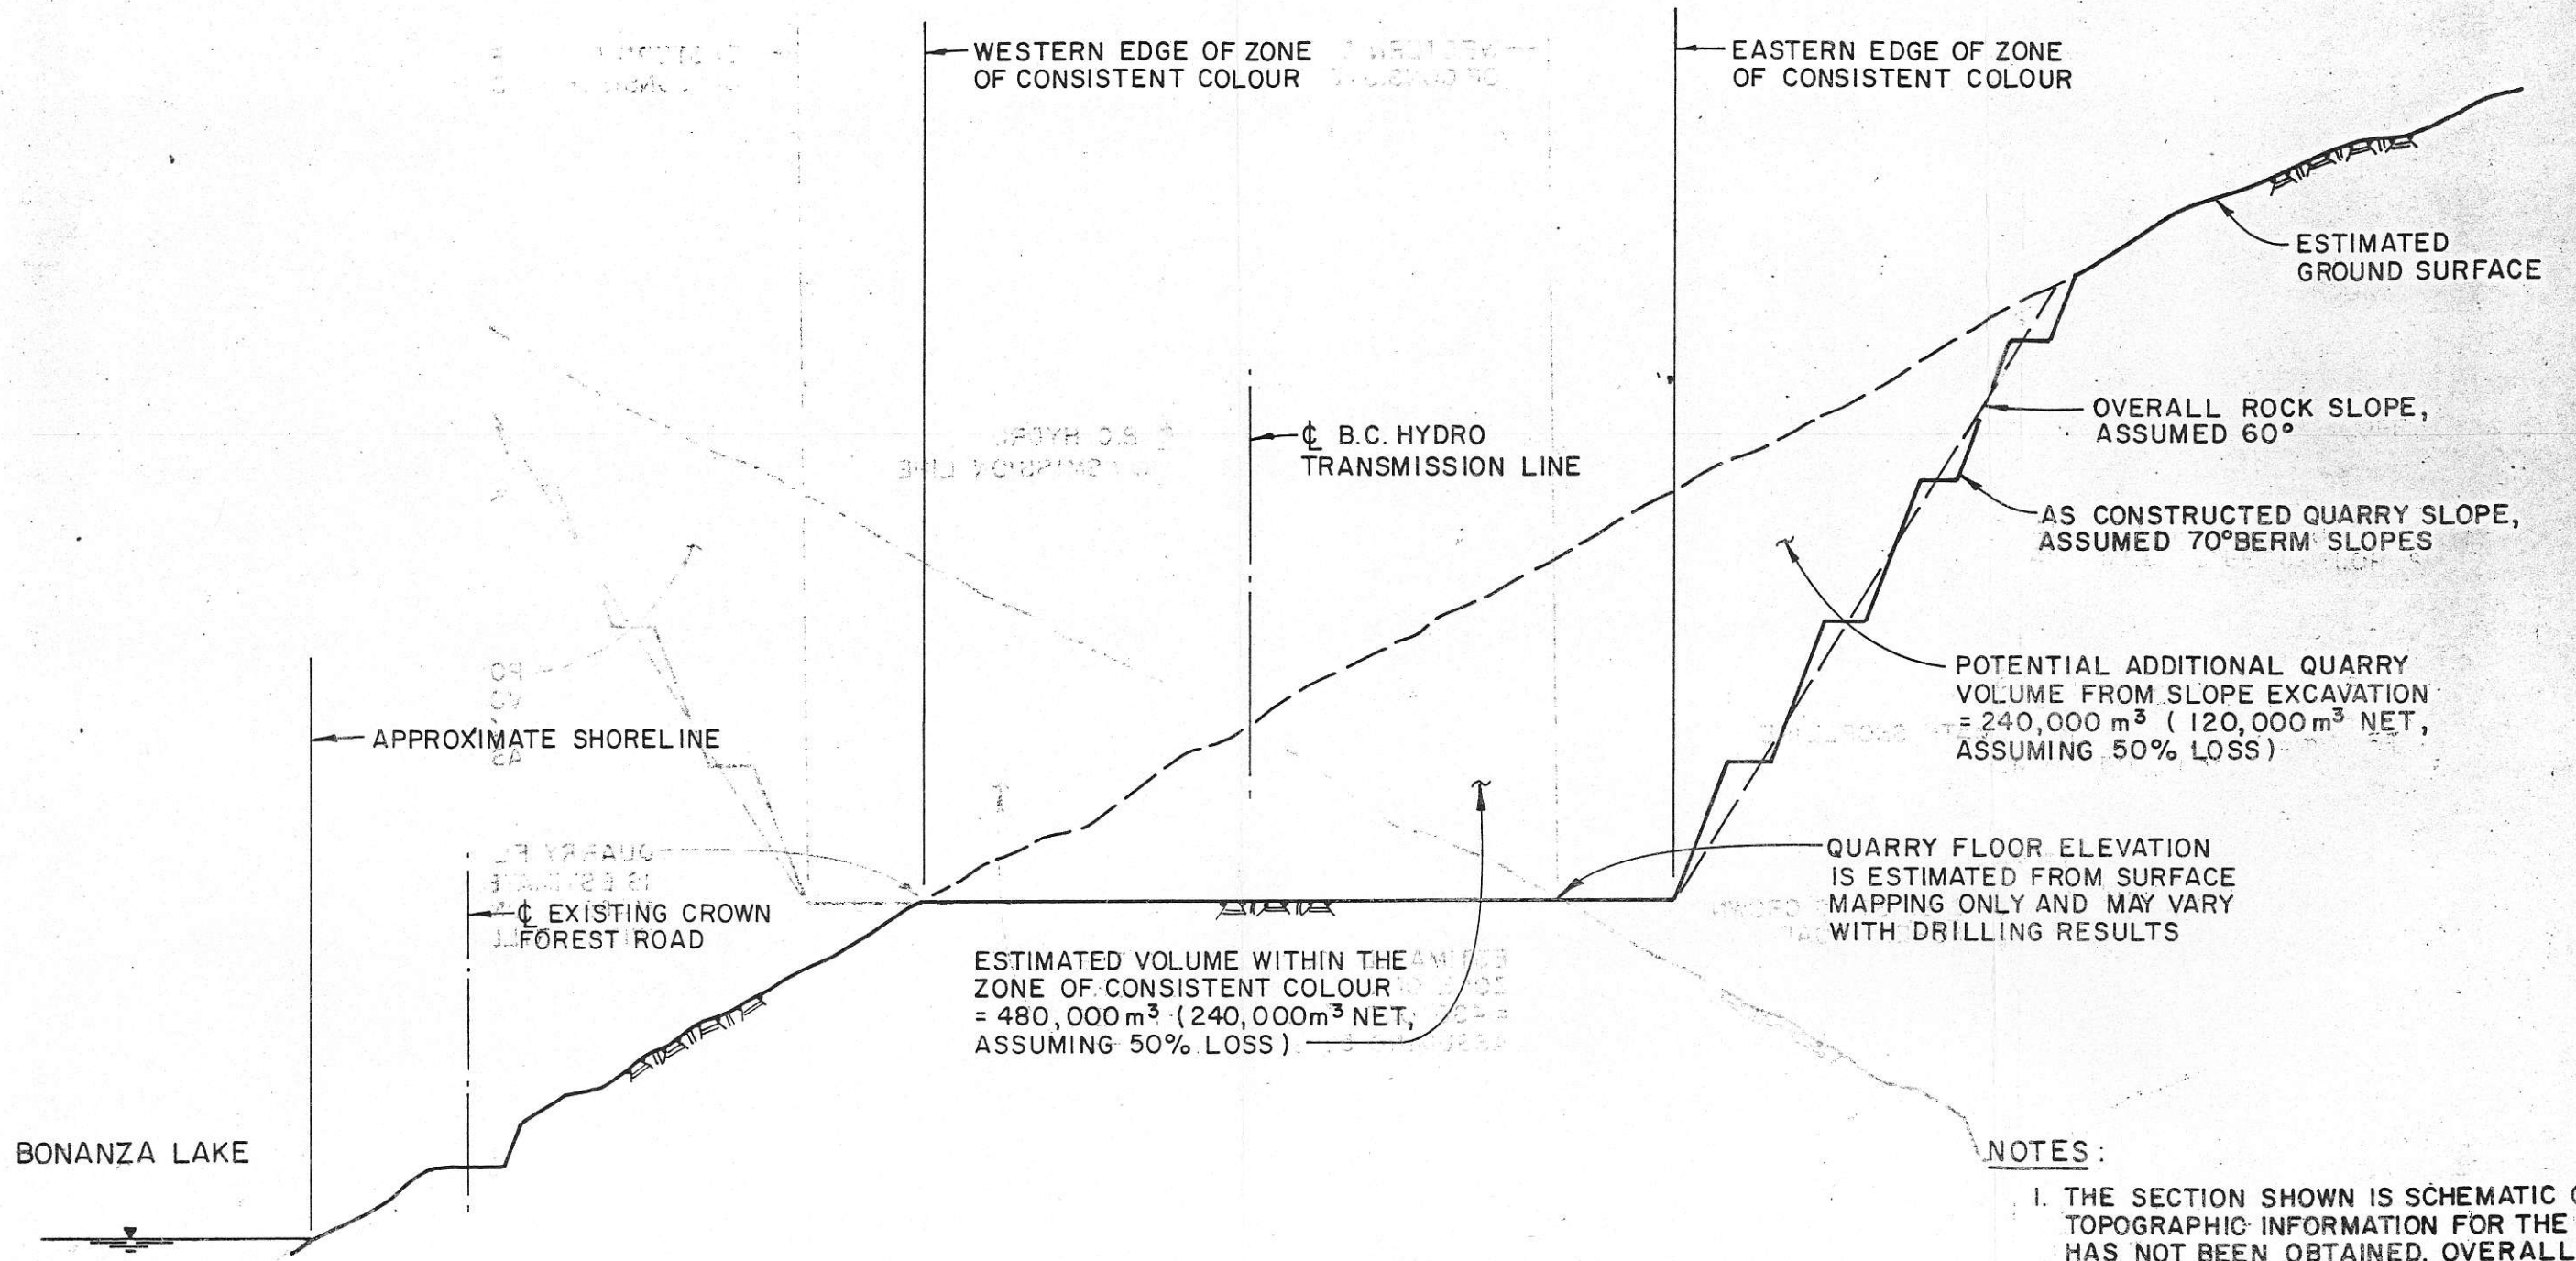 WESTERN EDGE OF ZONE
OF CONSISTENT COLOUR
EASTERN EDGE OF ZONE
OF CONSISTENT COLOUR
ESTIMATED
GROUND SURFACE
OVERALL ROCK SLOPE,
ASSUMED 60°
℄ B.C. HYDRO
TRANSMISSION LINE
AS CONSTRUCTED QUARRY SLOPE,
ASSUMED 70° BERM SLOPES
POTENTIAL ADDITIONAL QUARRY
VOLUME FROM SLOPE EXCAVATION
= 240,000 m³ ( 120,000 m³ NET,
ASSUMING 50% LOSS )
APPROXIMATE SHORELINE
QUARRY FLOOR ELEVATION
IS ESTIMATED FROM SURFACE
MAPPING ONLY AND MAY VARY
WITH DRILLING RESULTS
℄ EXISTING CROWN
FOREST ROAD
ESTIMATED VOLUME WITHIN THE
ZONE OF CONSISTENT COLOUR
= 480,000 m³ (240,000m³ NET,
ASSUMING 50% LOSS )
BONANZA LAKE
NOTES :
1. THE SECTION SHOWN IS SCHEMATIC
TOPOGRAPHIC INFORMATION FOR THE
HAS NOT BEEN OBTAINED. OVERALL